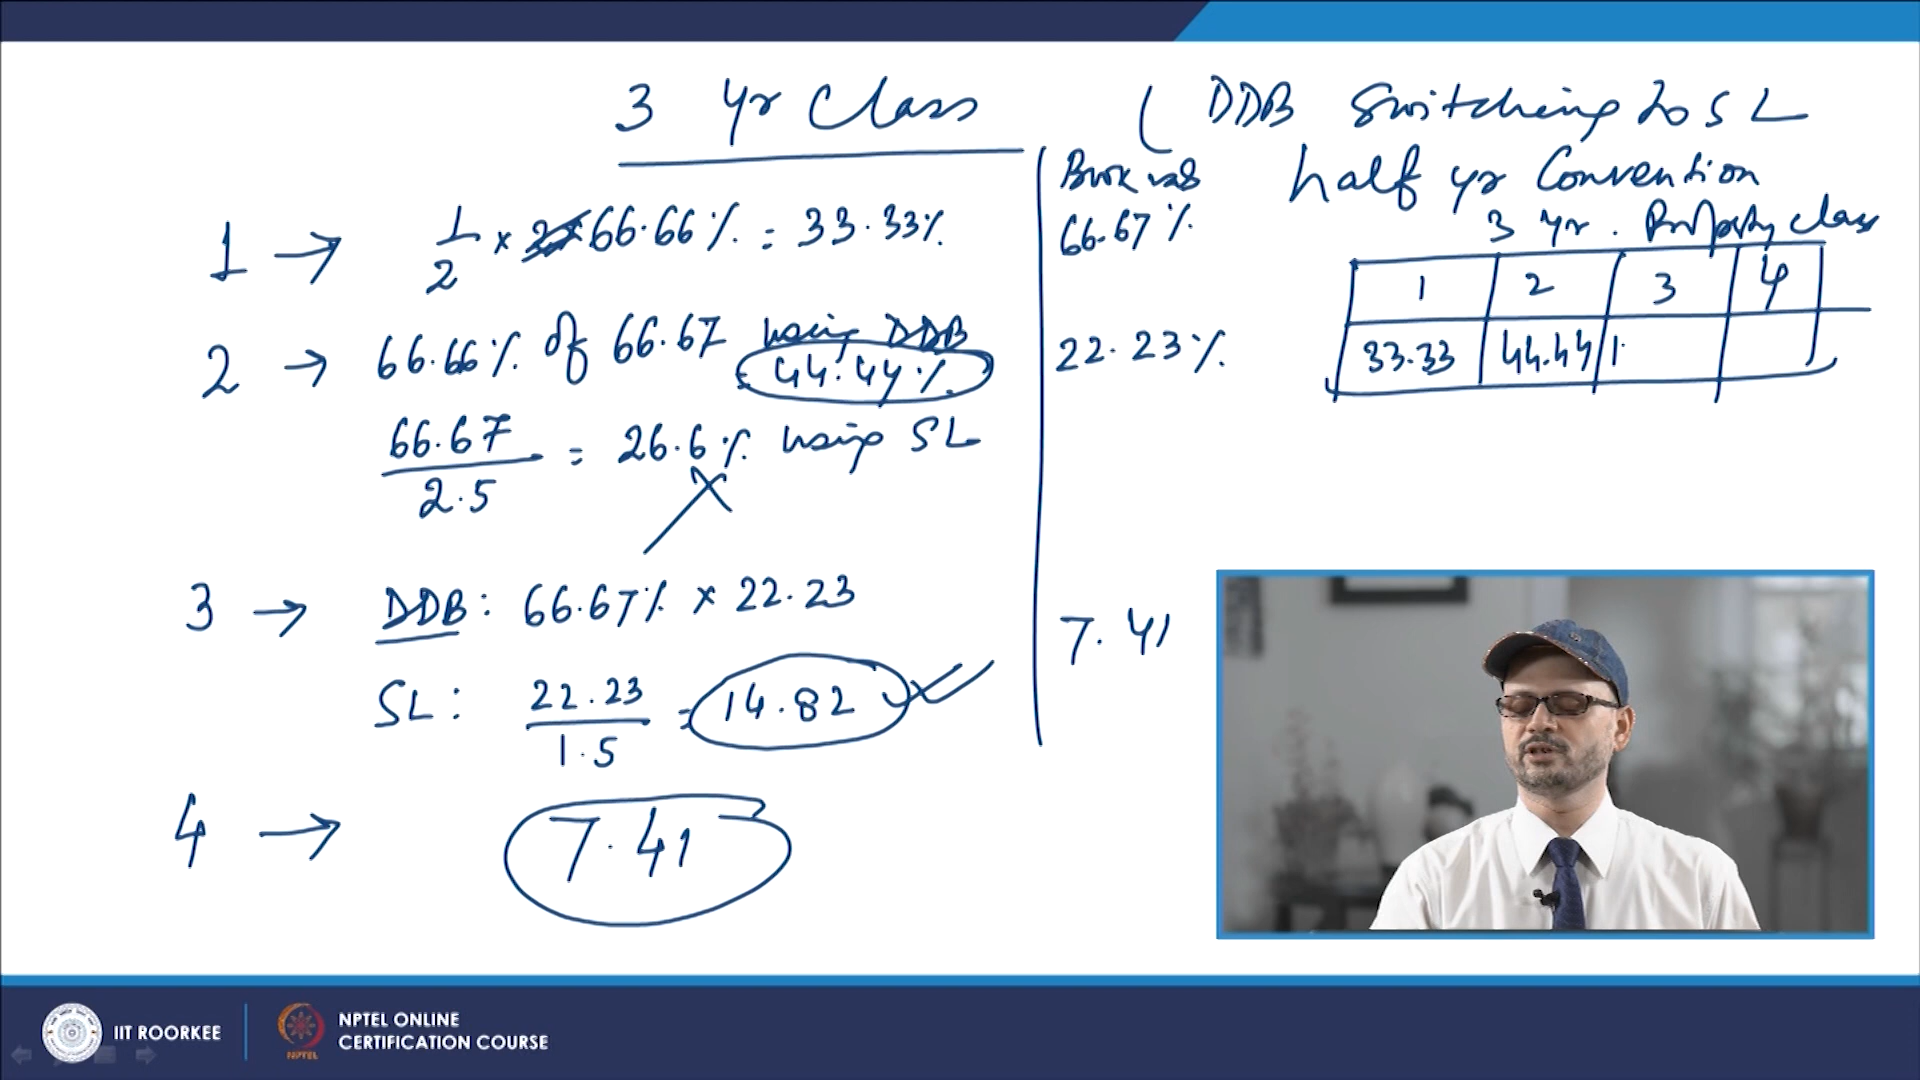 3 Yr Class ( DDB Switching to SL
half yr Convention
1 → 1/2 × 66.66% = 33.33%
2 → 66.66% of 66.67 using DDB
= 44.44%
66.67/2.5 = 26.6% using SL
3 → DDB: 66.67% × 22.23
SL: 22.23/1.5 = 14.82
4 → 7.41
Book
66.67%
22.23%
7.41
3 Yr. Property class
1 2 3 4
33.33 44.44 1.
IIT ROORKEE
NPTEL
NPTEL ONLINE
CERTIFICATION COURSE